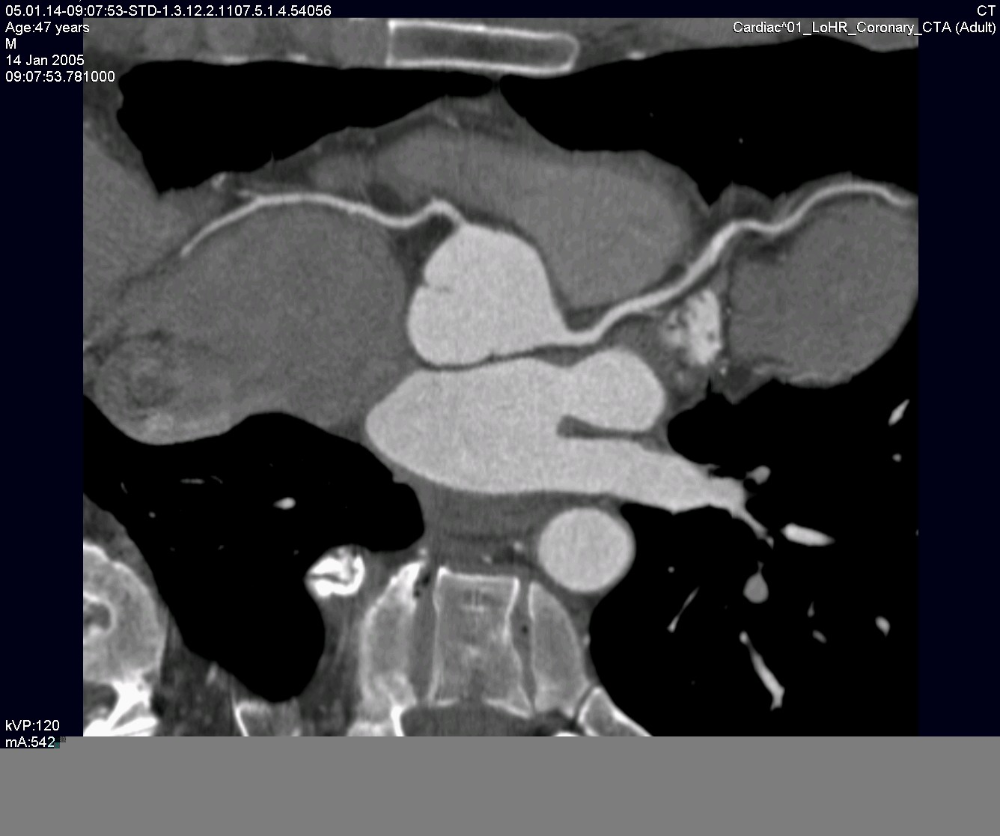 05.01.14-09:07:53-STD-1.3.12.2.1107.5.1.4.54056
CT
Age:47 years
Cardiac^01_LoHR_Coronary_CTA (Adult)
M
14 Jan 2005
09:07:53.781000
kVP:120
mA:542